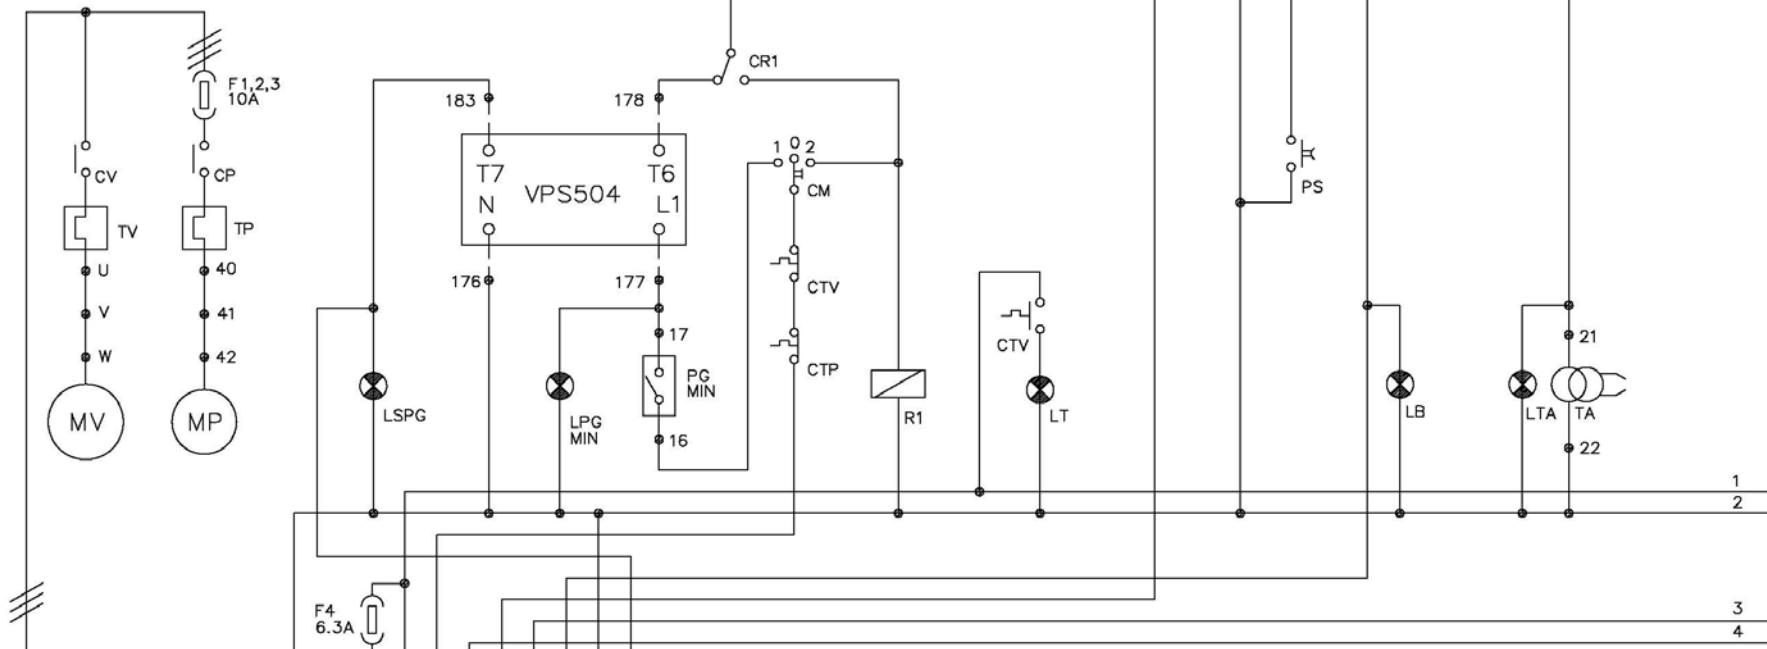 F1,2,3
10A
CV
CP
TV
TP
U
40
V
41
W
42
MV
MP
183
178
CR1
T7
T6
VPS504
N
L1
176
177
1
0
2
CM
CTV
CTP
17
PG
MIN
16
LSPG
LPG
MIN
R1
CTV
LT
PS
LB
LTA
TA
21
22
1
2
F4
6.3A
3
4